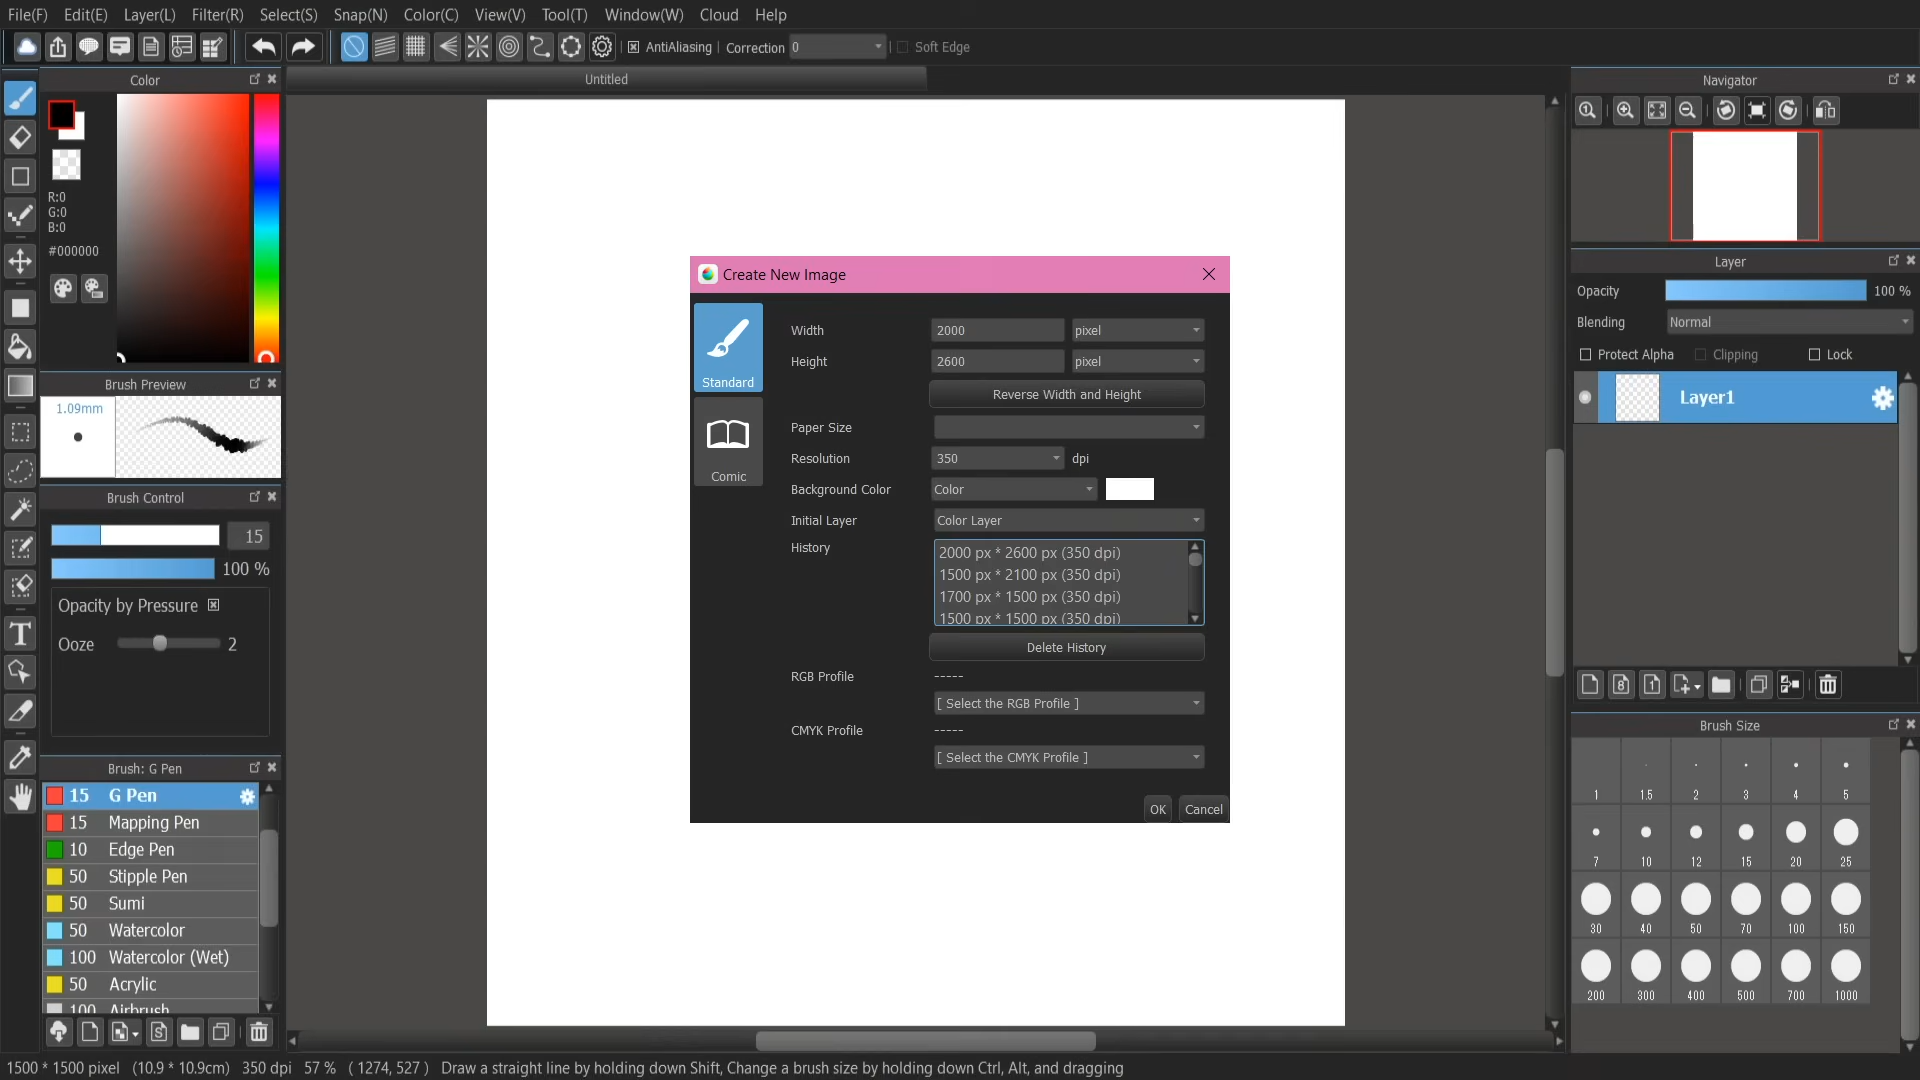 File(F) Edit(E) Layer(L) Filter(R) Select(S) Snap(N) Color(C) View(V) Tool(T) Window(W) Cloud Help
AntiAliasing Correction 0 Soft Edge
Color
Untitled
Navigator
R:0
G:0
B:0
#000000
Brush Preview
1.09mm
Brush Control
15
100 %
Opacity by Pressure
Ooze 2
Brush: G Pen
15 G Pen
15 Mapping Pen
10 Edge Pen
50 Stipple Pen
50 Sumi
50 Watercolor
100 Watercolor (Wet)
50 Acrylic
100 Airbrush
Create New Image
Standard
Comic
Width 2000 pixel
Height 2600 pixel
Reverse Width and Height
Paper Size
Resolution 350 dpi
Background Color Color
Initial Layer Color Layer
History
2000 px * 2600 px (350 dpi)
1500 px * 2100 px (350 dpi)
1700 px * 1500 px (350 dpi)
1500 px * 1500 px (350 dpi)
Delete History
RGB Profile -----
[ Select the RGB Profile ]
CMYK Profile -----
[ Select the CMYK Profile ]
OK Cancel
Layer
Opacity 100 %
Blending Normal
Protect Alpha Clipping Lock
Layer1
8 1
Brush Size
1 1.5 2 3 4 5
7 10 12 15 20 25
30 40 50 70 100 150
200 300 400 500 700 1000
1500 * 1500 pixel (10.9 * 10.9cm) 350 dpi 57 % ( 1274, 527 ) Draw a straight line by holding down Shift, Change a brush size by holding down Ctrl, Alt, and dragging